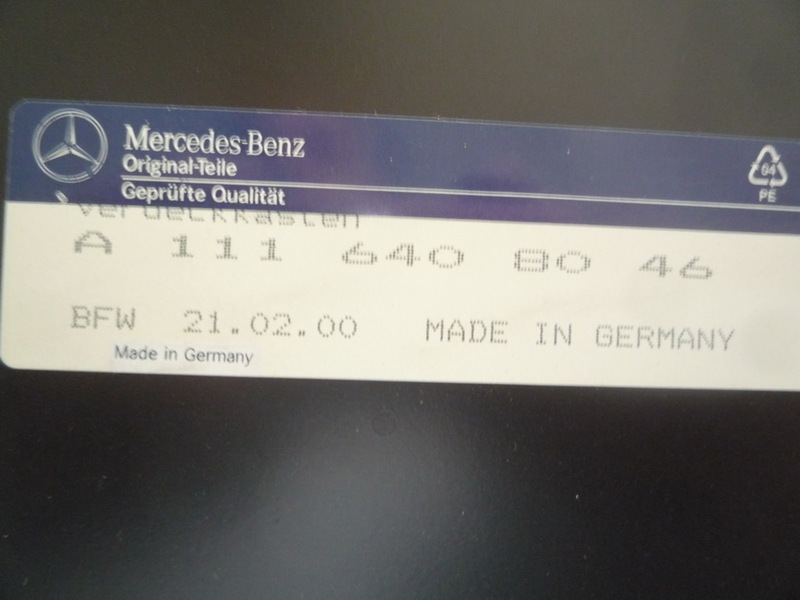 Mercedes-Benz
Original-Teile
Geprüfte Qualität
04
PE
Verdeckkasten
A 111 640 80 46
BFW 21.02.00 MADE IN GERMANY
Made in Germany